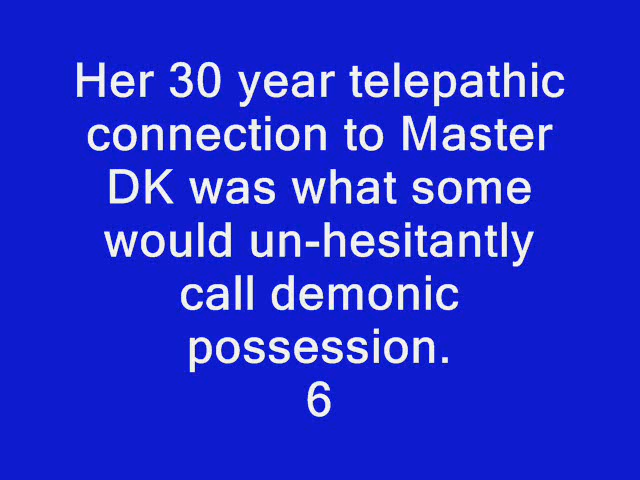 Her 30 year telepathic
connection to Master
DK was what some
would un-hesitantly
call demonic
possession.
6